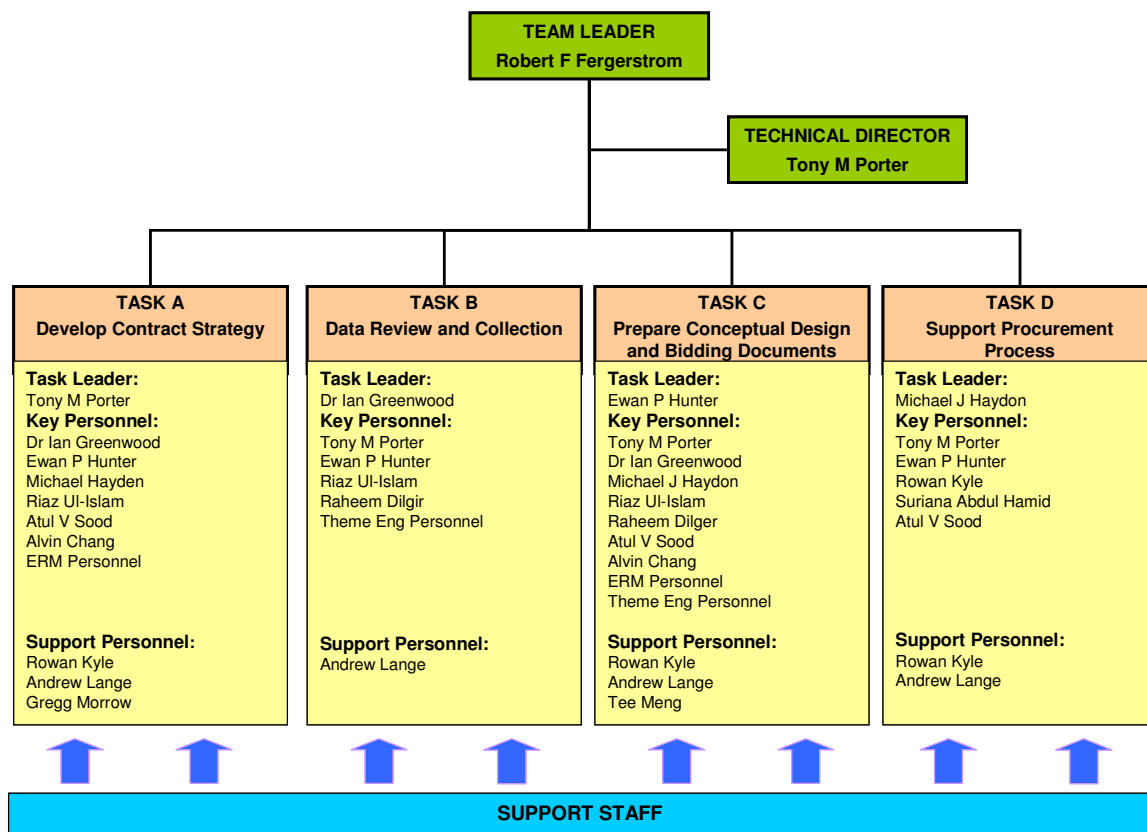 TEAM LEADER
Robert F Fergerstrom
TECHNICAL DIRECTOR
Tony M Porter
TASK A
Develop Contract Strategy
Task Leader:
Tony M Porter
Key Personnel:
Dr Ian Greenwood
Ewan P Hunter
Michael Hayden
Riaz Ul-Islam
Atul V Sood
Alvin Chang
ERM Personnel
Support Personnel:
Rowan Kyle
Andrew Lange
Gregg Morrow
TASK B
Data Review and Collection
Task Leader:
Dr Ian Greenwood
Key Personnel:
Tony M Porter
Ewan P Hunter
Riaz Ul-Islam
Raheem Dilgir
Theme Eng Personnel
Support Personnel:
Andrew Lange
TASK C
Prepare Conceptual Design
and Bidding Documents
Task Leader:
Ewan P Hunter
Key Personnel:
Tony M Porter
Dr Ian Greenwood
Michael J Haydon
Riaz Ul-Islam
Raheem Dilger
Atul V Sood
Alvin Chang
ERM Personnel
Theme Eng Personnel
Support Personnel:
Rowan Kyle
Andrew Lange
Tee Meng
TASK D
Support Procurement
Process
Task Leader:
Michael J Haydon
Key Personnel:
Tony M Porter
Ewan P Hunter
Rowan Kyle
Suriana Abdul Hamid
Atul V Sood
Support Personnel:
Rowan Kyle
Andrew Lange
SUPPORT STAFF